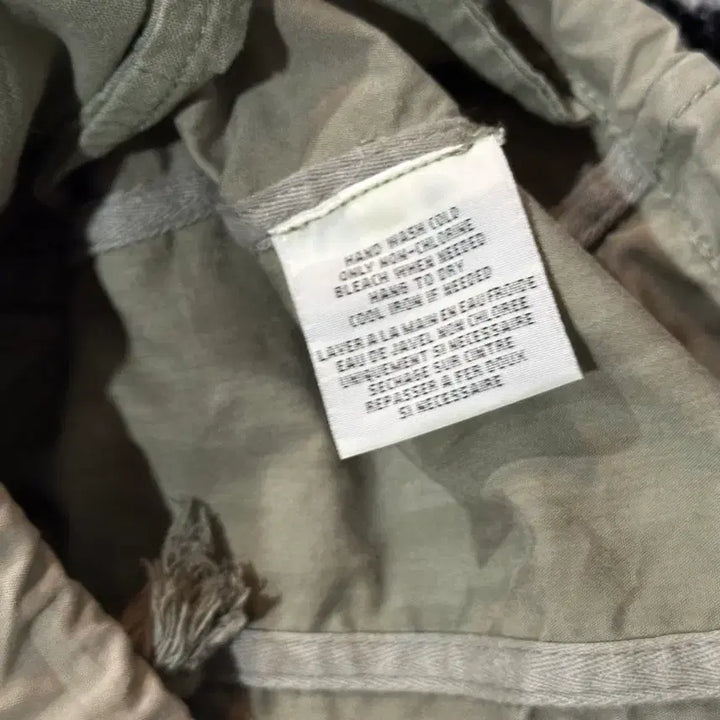 HAND WASH COLD
ONLY NON-CHLORINE
BLEACH WHEN NEEDED
HANG TO DRY
COOL IRON IF NEEDED
LAVER A LA MAIN EN EAU FROIDE
EAU DE JAVEL NON CHLOREE
UNIQUEMENT SI NECESSAIRE
SECHAGE SUR CINTRE
REPASSER A FER DOUX
SI NECESSAIRE